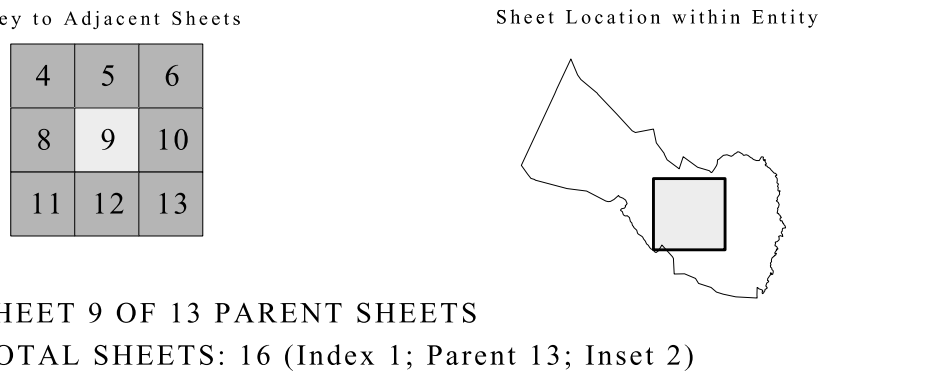 ey to Adjacent Sheets
Sheet Location within Entity
4 5 6
8 9 10
11 12 13
HEET 9 OF 13 PARENT SHEETS
OTAL SHEETS: 16 (Index 1; Parent 13; Inset 2)